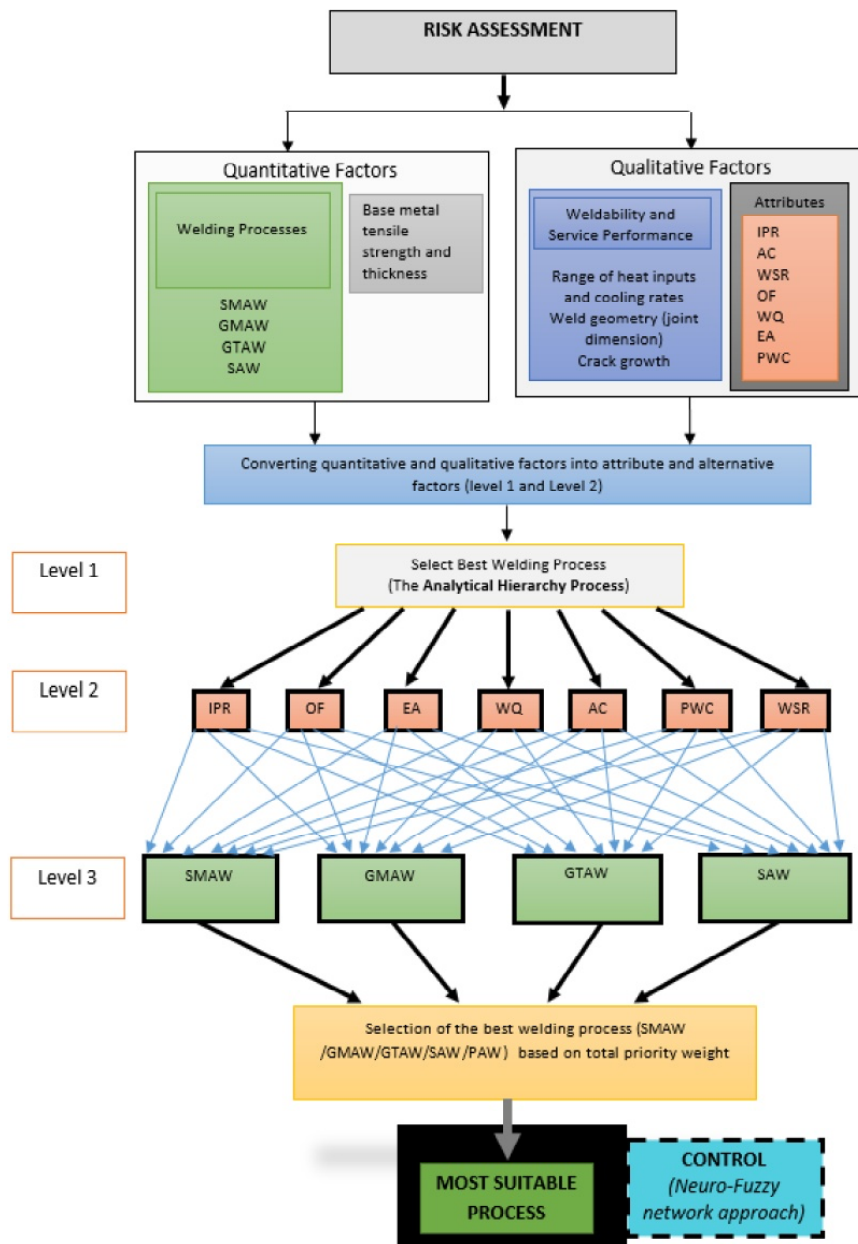 RISK ASSESSMENT
Quantitative Factors
Welding Processes
SMAW
GMAW
GTAW
SAW
Base metal
tensile
strength and
thickness
Qualitative Factors
Weldability and
Service Performance
Range of heat inputs
and cooling rates
Weld geometry (joint
dimension)
Crack growth
Attributes
IPR
AC
WSR
OF
WQ
EA
PWC
Converting quantitative and qualitative factors into attribute and alternative
factors (level 1 and Level 2)
Level 1
Select Best Welding Process
(The Analytical Hierarchy Process)
Level 2
IPR
OF
EA
WQ
AC
PWC
WSR
Level 3
SMAW
GMAW
GTAW
SAW
Selection of the best welding process (SMAW
/GMAW/GTAW/SAW/PAW) based on total priority weight
MOST SUITABLE
PROCESS
CONTROL
(Neuro-Fuzzy
network approach)